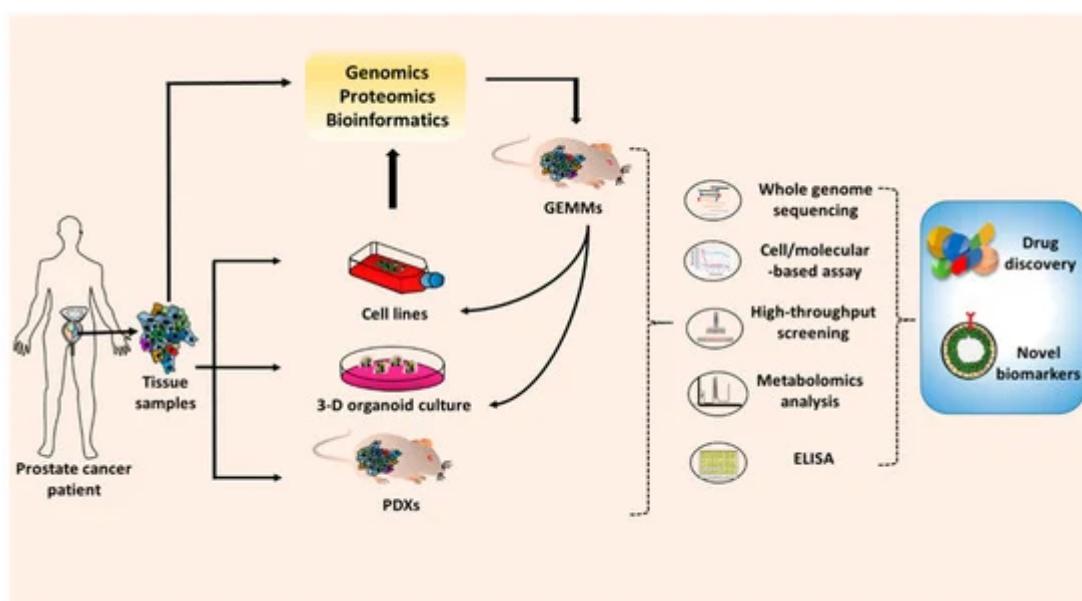 Genomics
Proteomics
Bioinformatics
GEMMs
Cell lines
3-D organoid culture
PDXs
Tissue
samples
Prostate cancer
patient
Whole genome
sequencing
Cell/molecular
-based assay
High-throughput
screening
Metabolomics
analysis
ELISA
Drug
discovery
Novel
biomarkers